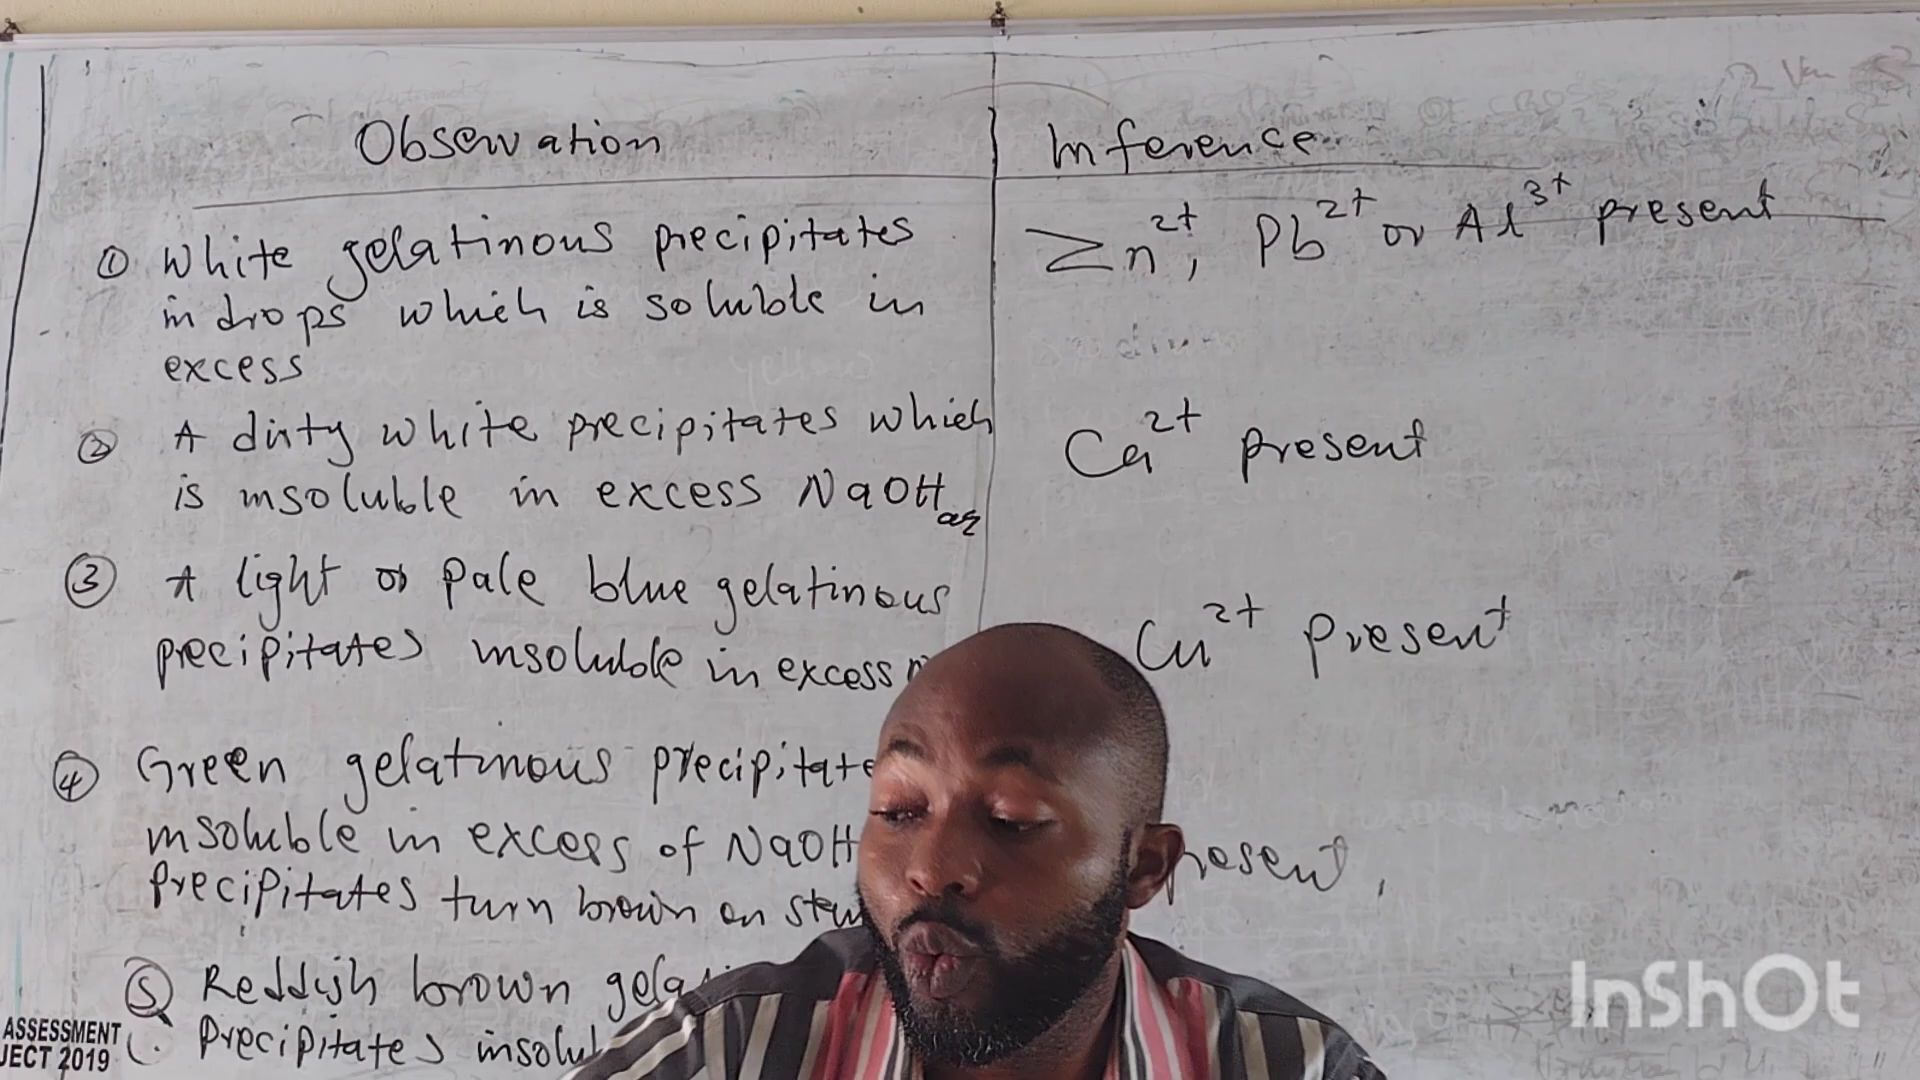 Observation
Inference
① White gelatinous precipitates
in drops which is soluble in
excess
Zn²⁺, Pb²⁺ or Al³⁺ present
② A dirty white precipitates which
is insoluble in excess NaOH aq
Ca²⁺ present
③ A light or pale blue gelatinous
precipitates insoluble in excess
Cu²⁺ present
④ Green gelatinous precipitate
insoluble in excess of NaOH
precipitates turn brown on
present,
⑤ Reddish brown
Precipitates
ASSESSMENT
JECT 2019
InShOt